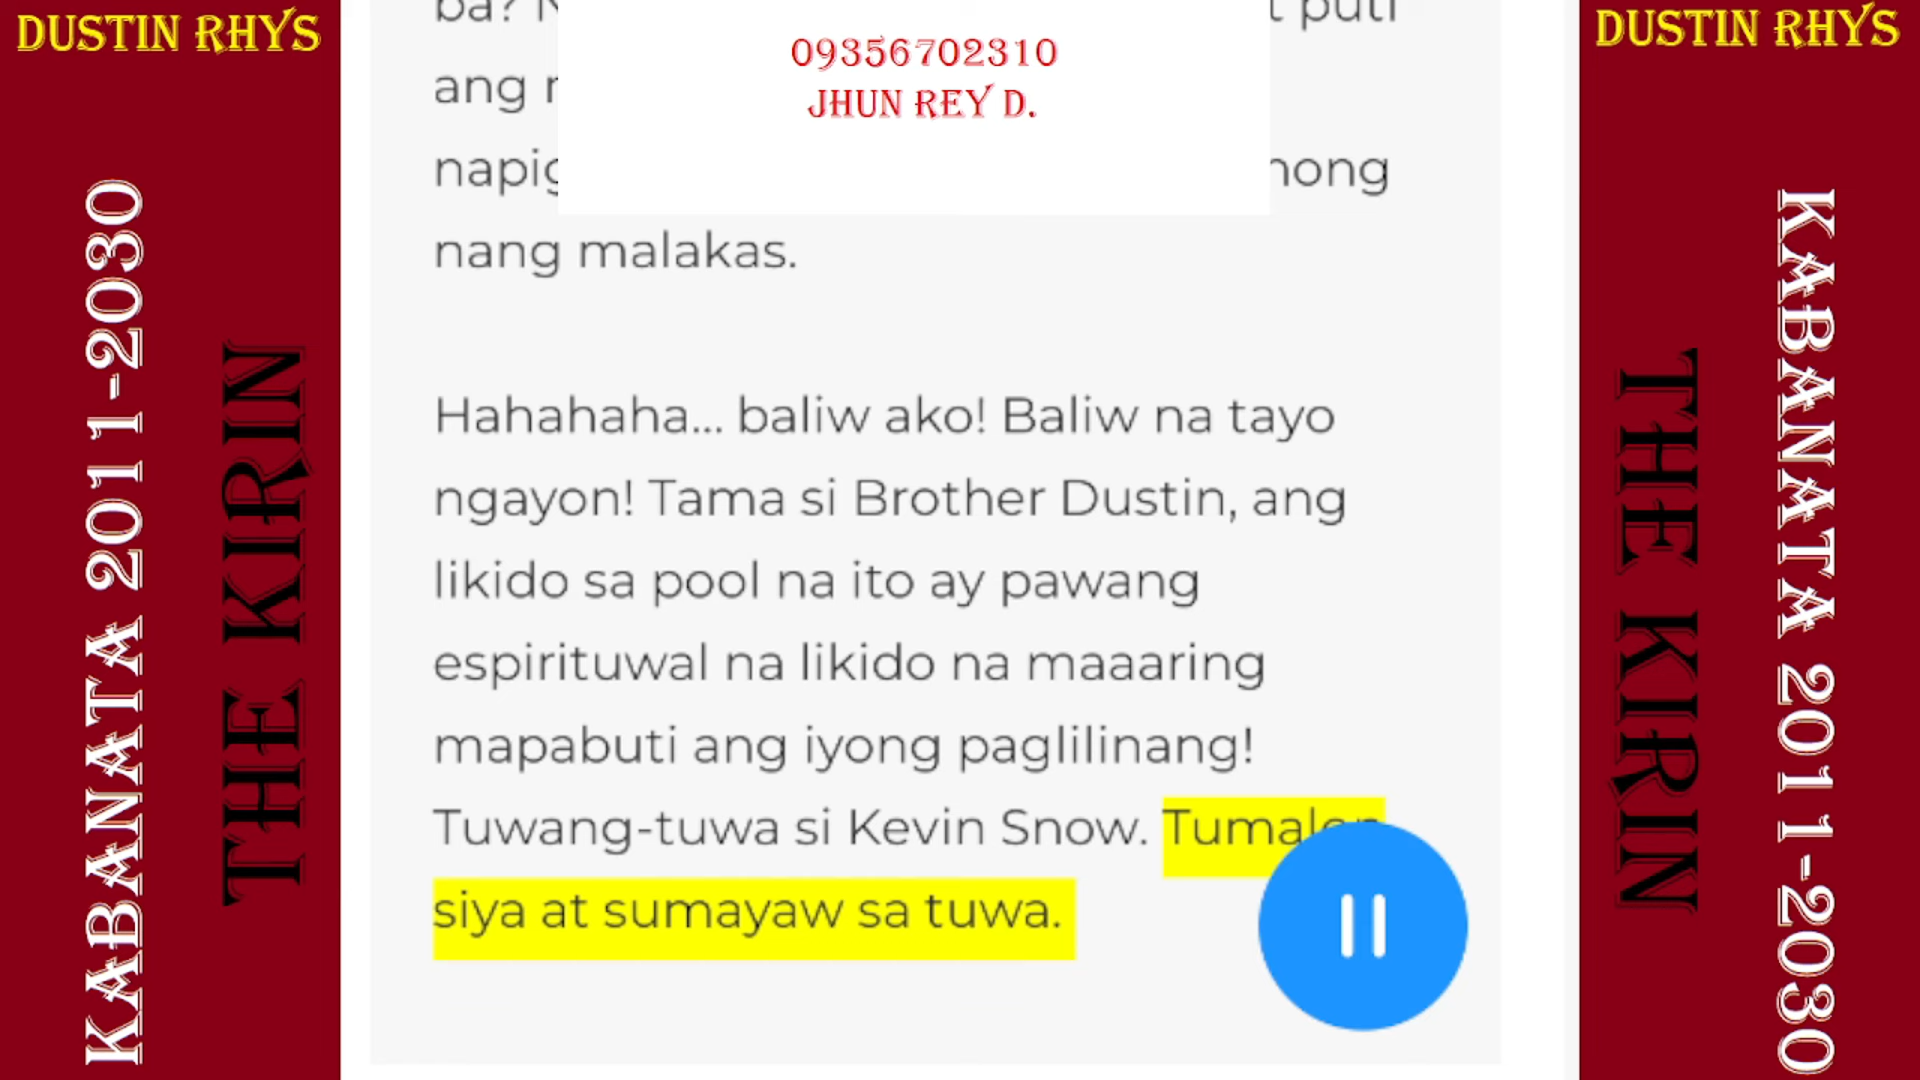 DUSTIN RHYS
KABANATA 2011-2030
THE KIRIN
09356702310
JHUN REY D.
puti
ang
nang malakas.
Hahahaha... baliw ako! Baliw na tayo
ngayon! Tama si Brother Dustin, ang
likido sa pool na ito ay pawang
espirituwal na likido na maaaring
mapabuti ang iyong paglilinang!
Tuwang-tuwa si Kevin Snow. Tumalon
siya at sumayaw sa tuwa.
DUSTIN RHYS
THE KIRIN
KABANATA 2011-2030